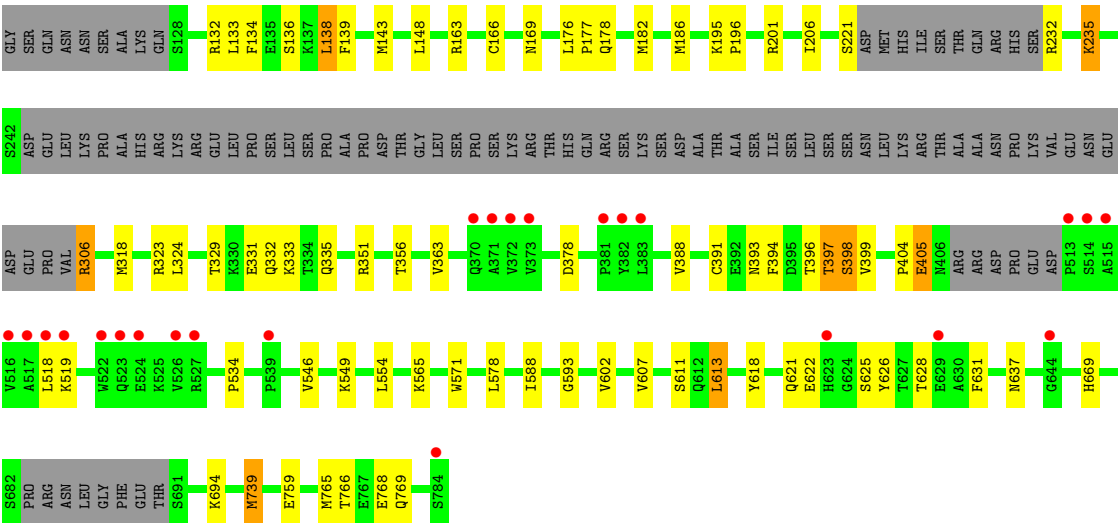 GLY SER GLN ASN ASN SER ALA LYS GLN S128 R132 L133 F134 E135 S136 K137 L138 F139 M143 L148 R163 C166 N169 L176 P177 Q178 M182 M186 K195 P196 R201 I206 S221 ASP MET HIS ILE SER THR GLN ARG HIS SER R232 K235
S242 ASP GLU LEU LYS PRO ALA HIS ARG LYS ARG GLU LEU PRO SER LEU SER PRO ALA PRO ASP THR GLY LEU SER PRO SER LYS ARG THR HIS GLN ARG SER LYS SER ASP ALA THR ALA SER ILE SER LEU SER SER ASN LEU LYS ARG THR ALA ALA ASN PRO LYS VAL GLU ASN GLU
ASP GLU PRO VAL R306 M318 R323 L324 T329 K330 E331 Q332 K333 T334 Q335 R351 T356 V363 Q370 A371 V372 V373 D378 P381 Y382 L383 V388 C391 E392 N393 F394 D395 T396 T397 S398 V399 P404 E405 N406 ARG ARG ASP PRO GLU ASP P513 S514 A515
V516 A517 L518 K519 W522 Q523 E524 K525 V526 R527 P534 P539 V546 K549 L554 K565 W571 L578 I588 G593 V602 V607 S611 Q612 L613 Y618 Q621 E622 H623 G624 S625 Y626 T627 T628 E629 A630 F631 N637 G644 H669
S682 PRO ARG ASN LEU GLY PHE GLU THR S691 K694 M739 E759 M765 T766 E767 E768 Q769 S784